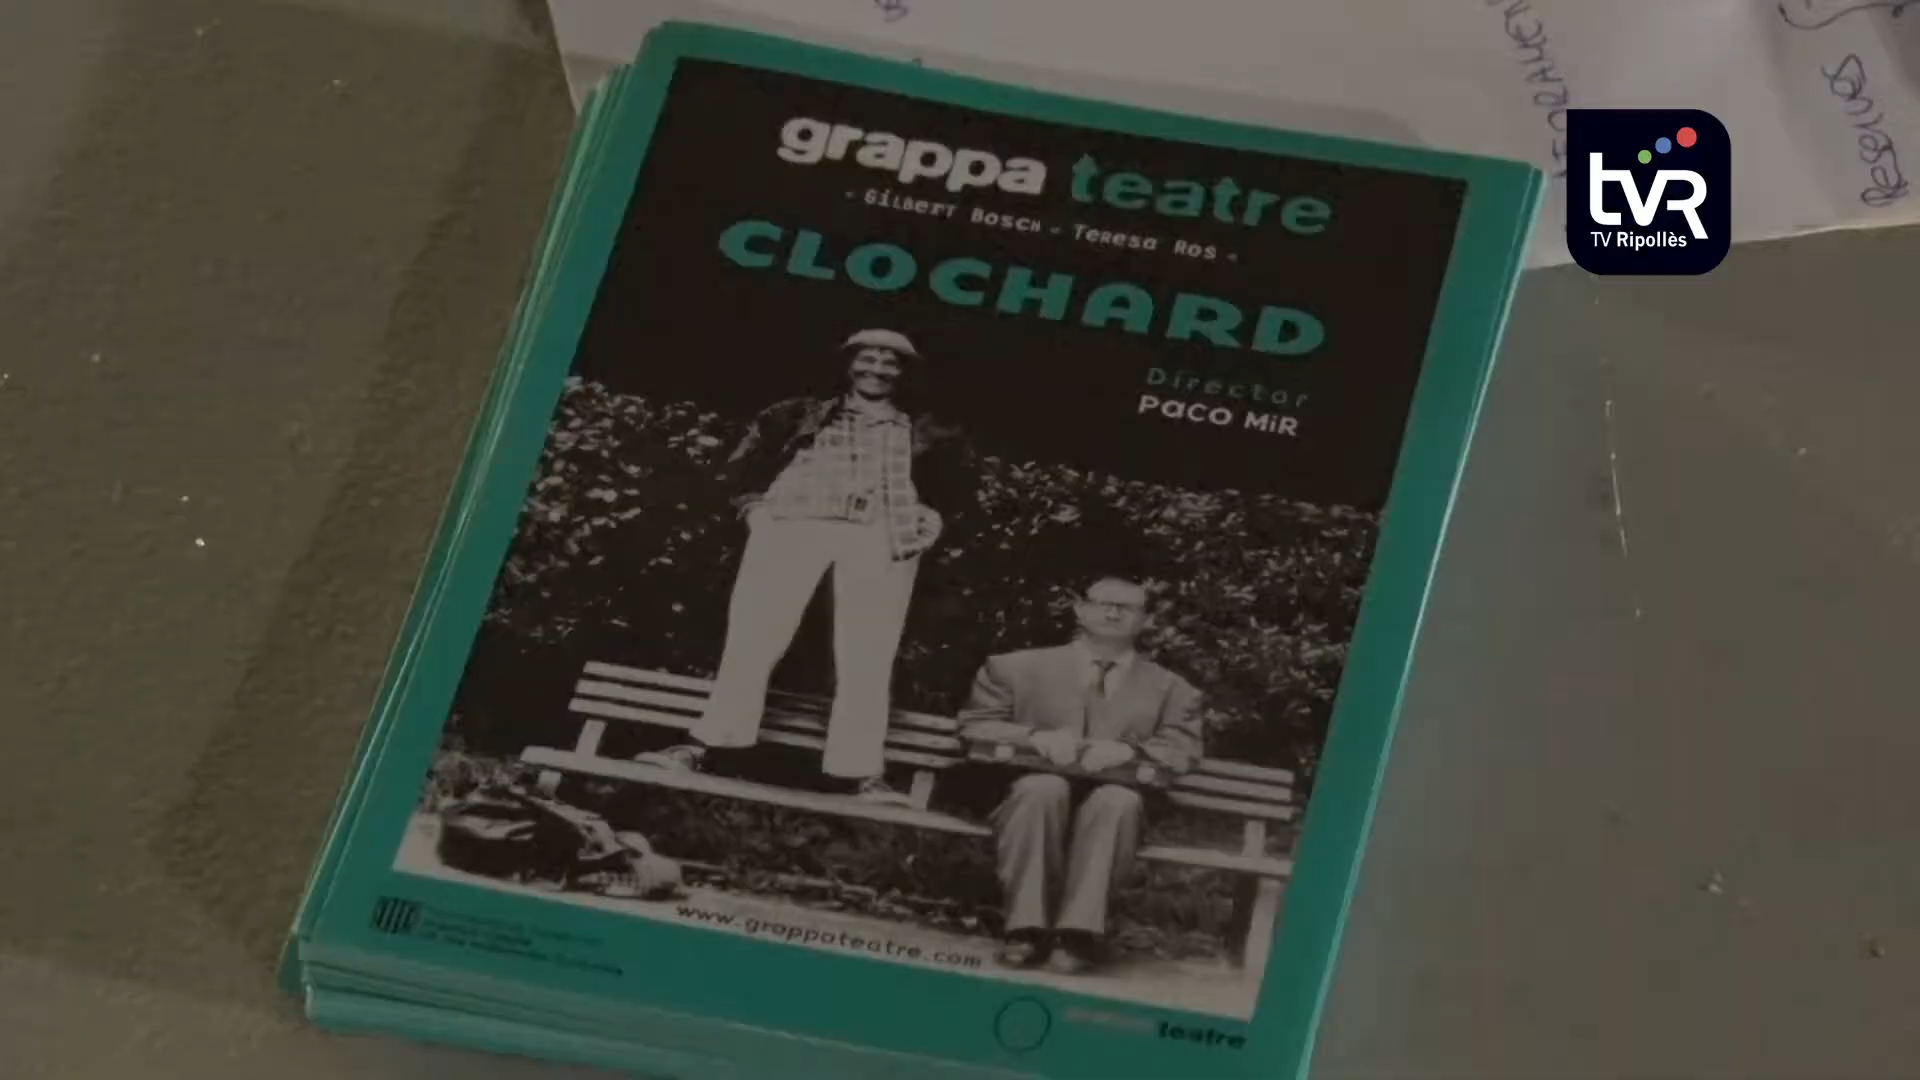 grappa teatre
- GiLBERT BOSCH - TERESA ROS -
CLOCHARD
Director
PACO MiR
www.grappateatre.com
teatre
tvR
TV Ripollès